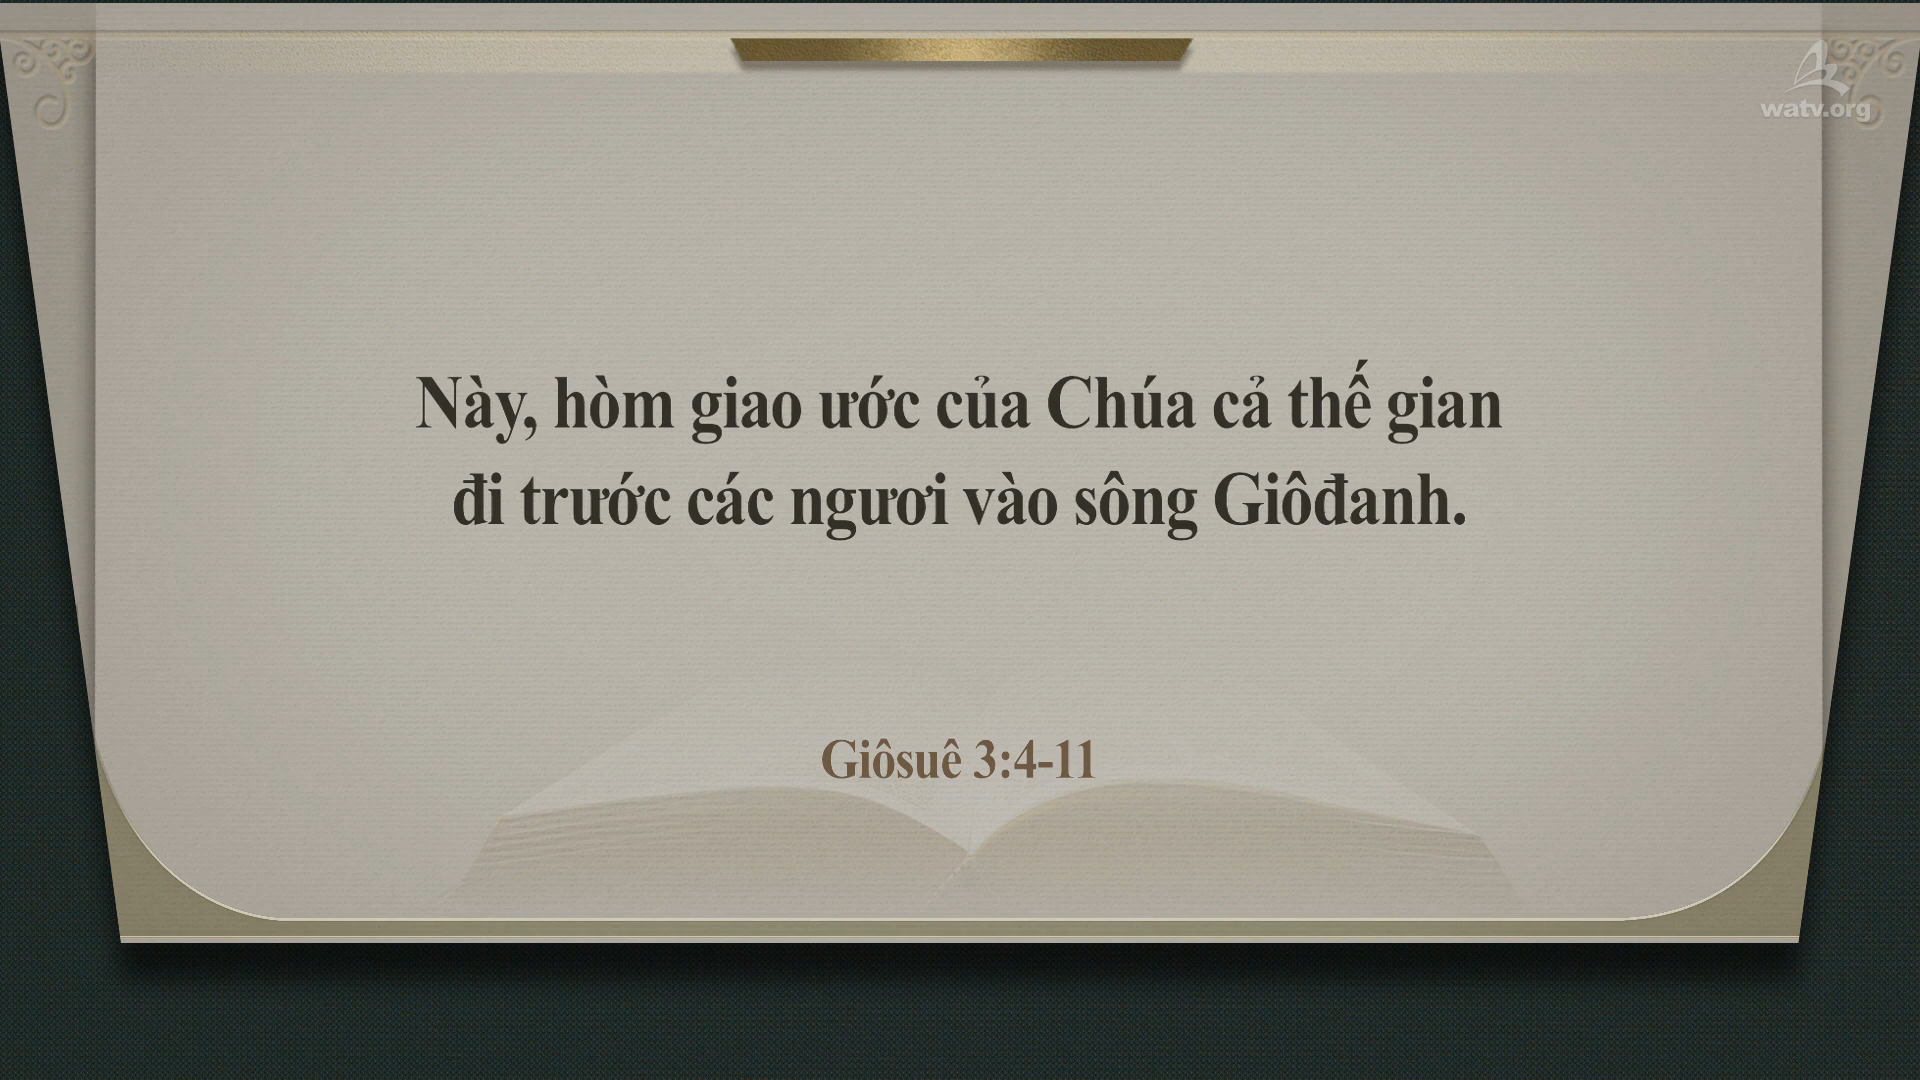 watv.org
Này, hòm giao ước của Chúa cả thế gian
đi trước các ngươi vào sông Giôđanh.
Giôsuê 3:4-11